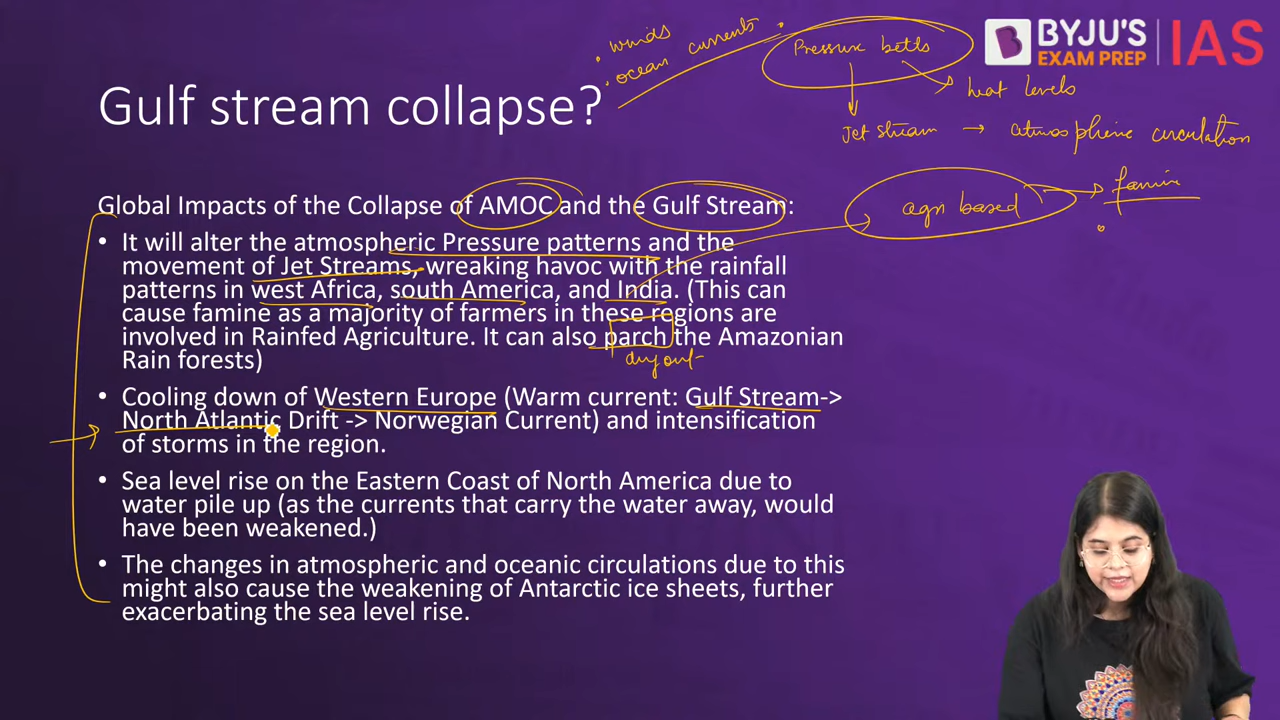 . winds
. ocean currents
Pressure belts
heat levels
Jet stream → atmospheric circulation
BYJU'S
EXAM PREP
IAS
Gulf stream collapse?
agri based → famine
Global Impacts of the Collapse of AMOC and the Gulf Stream:
• It will alter the atmospheric Pressure patterns and the
movement of Jet Streams, wreaking havoc with the rainfall
patterns in west Africa, south America, and India. (This can
cause famine as a majority of farmers in these regions are
involved in Rainfed Agriculture. It can also parch the Amazonian
Rain forests)
dry out
• Cooling down of Western Europe (Warm current: Gulf Stream->
North Atlantic Drift -> Norwegian Current) and intensification
of storms in the region.
• Sea level rise on the Eastern Coast of North America due to
water pile up (as the currents that carry the water away, would
have been weakened.)
• The changes in atmospheric and oceanic circulations due to this
might also cause the weakening of Antarctic ice sheets, further
exacerbating the sea level rise.